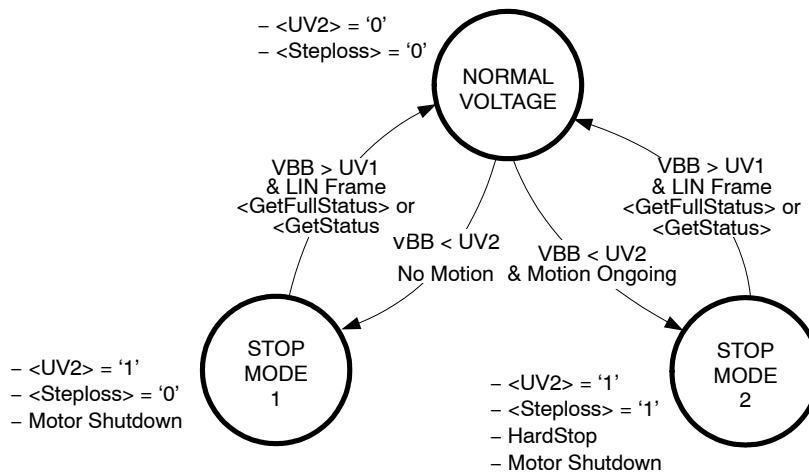 – <UV2> = ‘0’
– <Steploss> = ‘0’
NORMAL
VOLTAGE
VBB > UV1
& LIN Frame
<GetFullStatus> or
<GetStatus
vBB < UV2
No Motion
VBB < UV2
& Motion Ongoing
VBB > UV1
& LIN Frame
<GetFullStatus> or
<GetStatus>
STOP
MODE
1
– <UV2> = ‘1’
– <Steploss> = ‘0’
– Motor Shutdown
STOP
MODE
2
– <UV2> = ‘1’
– <Steploss> = ‘1’
– HardStop
– Motor Shutdown